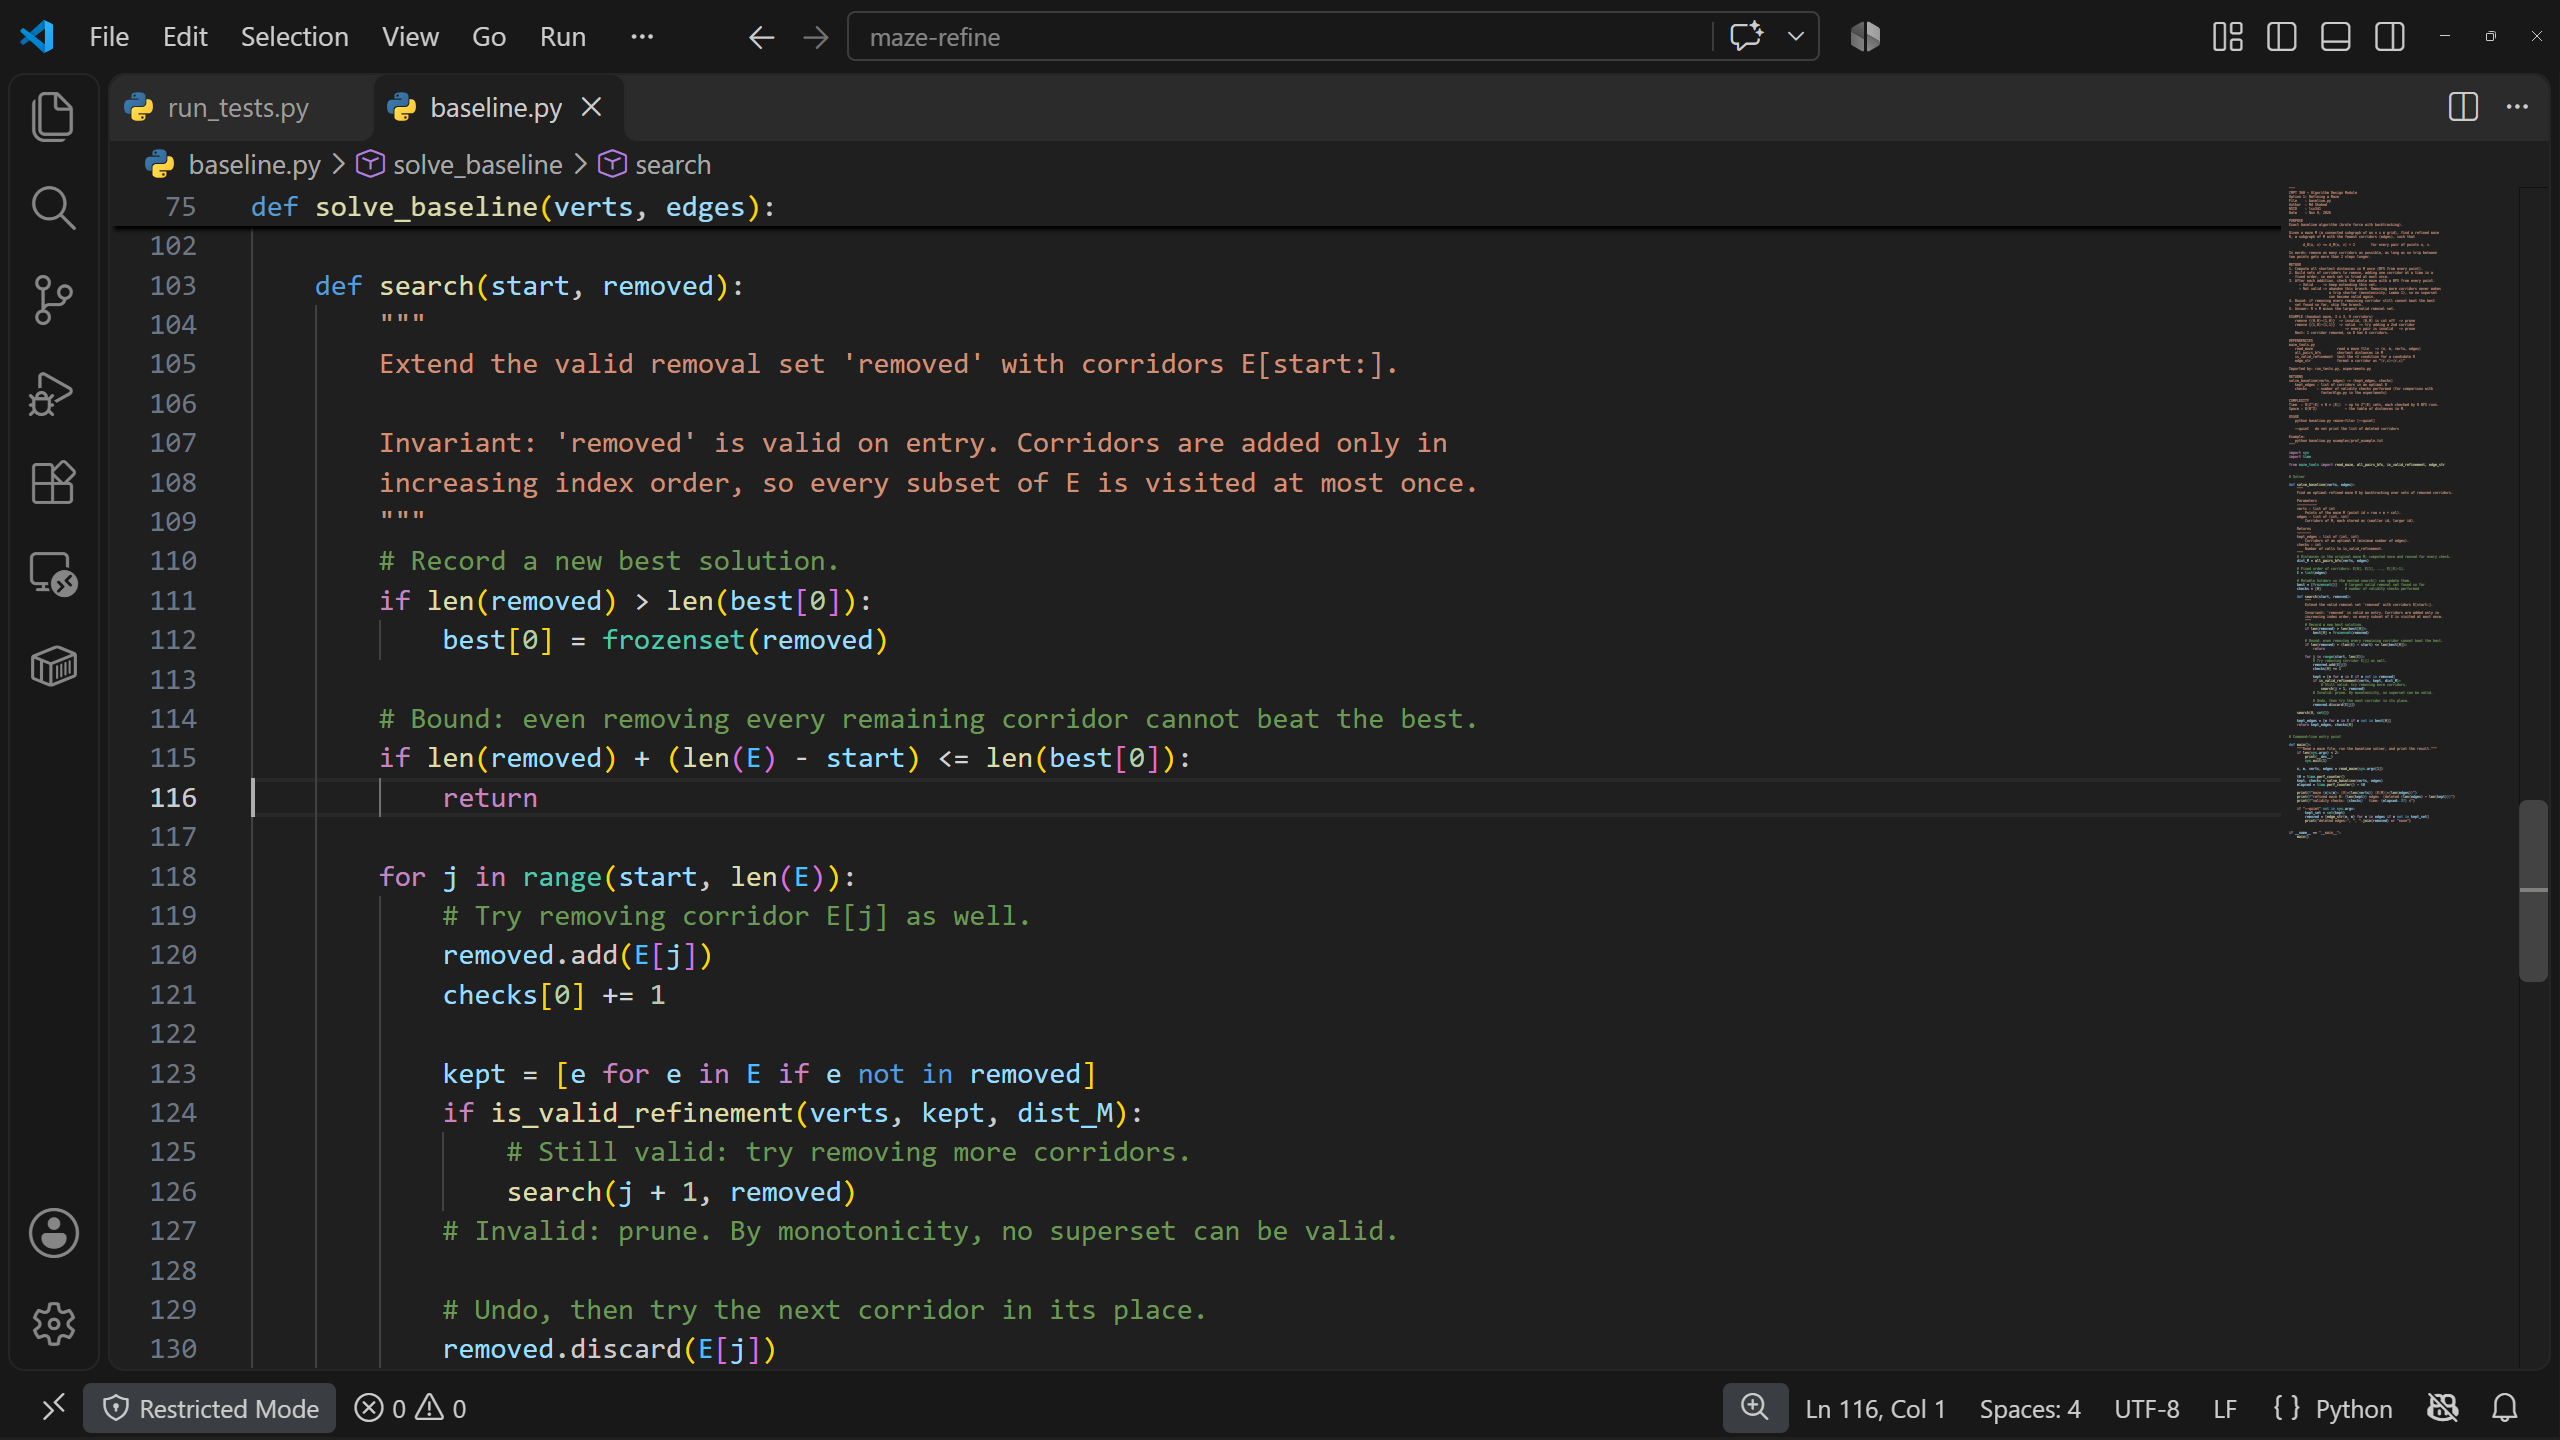 File Edit Selection View Go Run ···
maze-refine
run_tests.py
baseline.py
baseline.py > solve_baseline > search
75 def solve_baseline(verts, edges):
102
103 def search(start, removed):
104 """
105 Extend the valid removal set 'removed' with corridors E[start:].
106
107 Invariant: 'removed' is valid on entry. Corridors are added only in
108 increasing index order, so every subset of E is visited at most once.
109 """
110 # Record a new best solution.
111 if len(removed) > len(best[0]):
112 best[0] = frozenset(removed)
113
114 # Bound: even removing every remaining corridor cannot beat the best.
115 if len(removed) + (len(E) - start) <= len(best[0]):
116 return
117
118 for j in range(start, len(E)):
119 # Try removing corridor E[j] as well.
120 removed.add(E[j])
121 checks[0] += 1
122
123 kept = [e for e in E if e not in removed]
124 if is_valid_refinement(verts, kept, dist_M):
125 # Still valid: try removing more corridors.
126 search(j + 1, removed)
127 # Invalid: prune. By monotonicity, no superset can be valid.
128
129 # Undo, then try the next corridor in its place.
130 removed.discard(E[j])
Restricted Mode 0 0
Ln 116, Col 1 Spaces: 4 UTF-8 LF { } Python